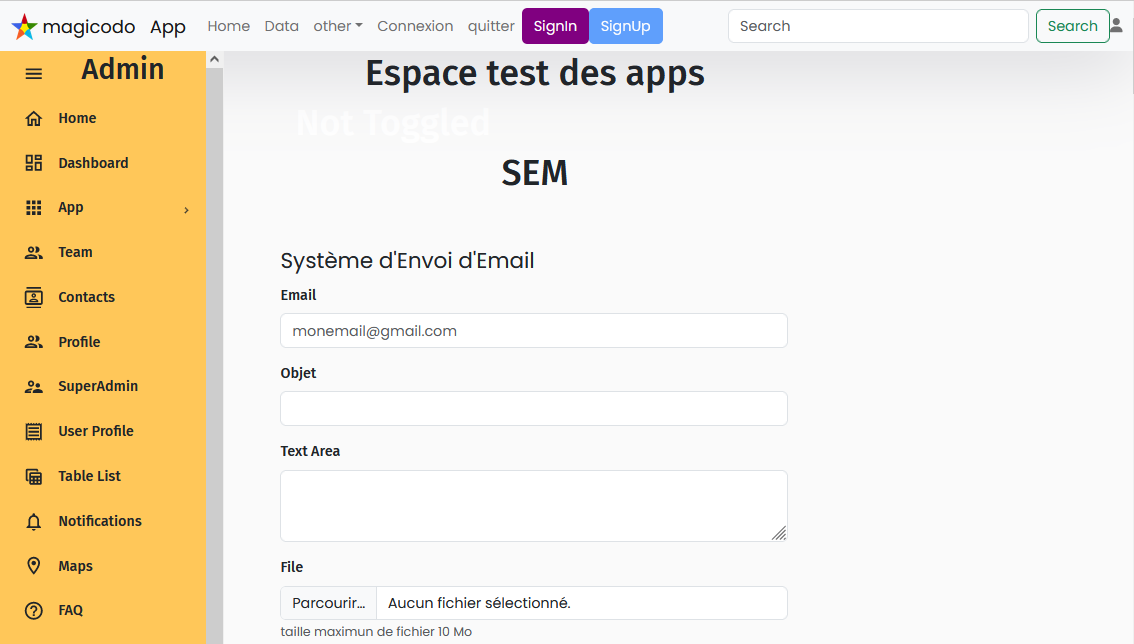 magicodo App Home Data other Connexion quitter SignIn SignUp Search Search
Admin
Home
Dashboard
App
Team
Contacts
Profile
SuperAdmin
User Profile
Table List
Notifications
Maps
FAQ
Espace test des apps
Not Toggled
SEM
Système d'Envoi d'Email
Email
monemail@gmail.com
Objet
Text Area
File
Parcourir... Aucun fichier sélectionné.
taille maximun de fichier 10 Mo